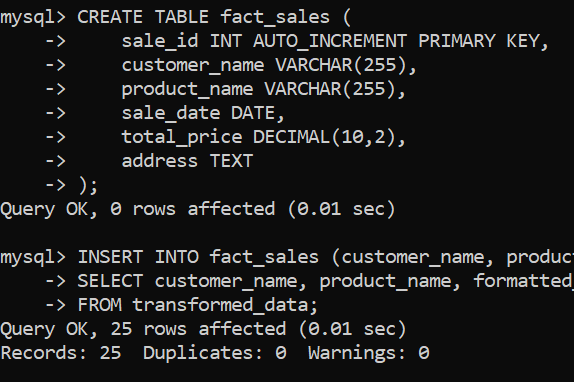 mysql> CREATE TABLE fact_sales (
    ->     sale_id INT AUTO_INCREMENT PRIMARY KEY,
    ->     customer_name VARCHAR(255),
    ->     product_name VARCHAR(255),
    ->     sale_date DATE,
    ->     total_price DECIMAL(10,2),
    ->     address TEXT
    -> );
Query OK, 0 rows affected (0.01 sec)
mysql> INSERT INTO fact_sales (customer_name, produc
    -> SELECT customer_name, product_name, formatted_
    -> FROM transformed_data;
Query OK, 25 rows affected (0.01 sec)
Records: 25  Duplicates: 0  Warnings: 0